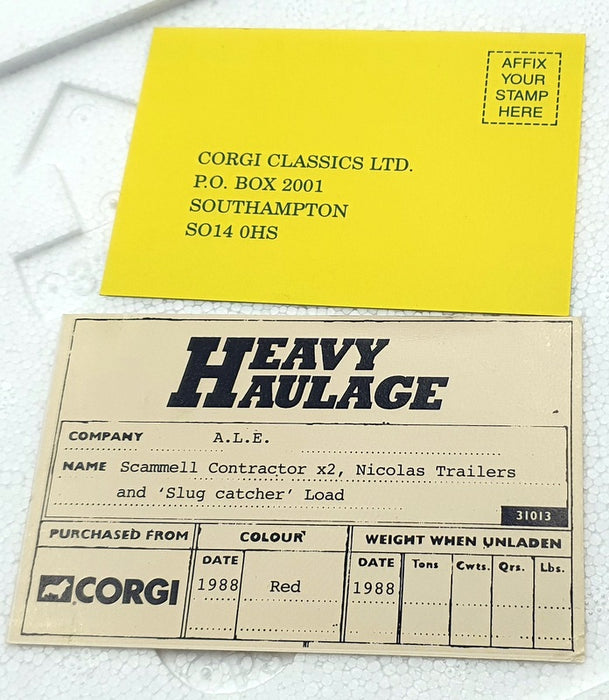 AFFIX
YOUR
STAMP
HERE
CORGI CLASSICS LTD.
P.O. BOX 2001
SOUTHAMPTON
SO14 0HS
HEAVY
HAULAGE
COMPANY A.L.E.
NAME Scammell Contractor x2, Nicolas Trailers
and ‘Slug catcher’ Load
31013
PURCHASED FROM COLOUR WEIGHT WHEN UNLADEN
DATE DATE Tons Cwts. Qrs. Lbs.
CORGI 1988 Red 1988